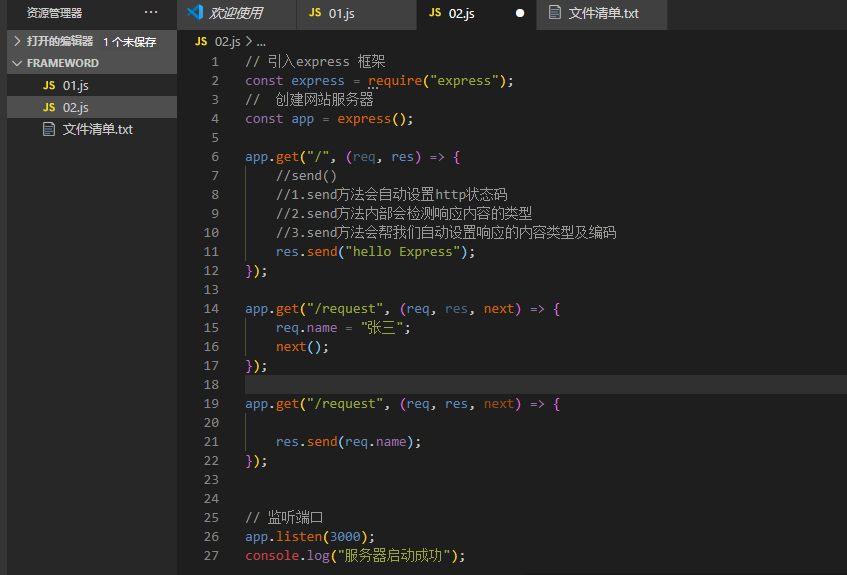 资源管理器 ···
欢迎使用
JS 01.js
JS 02.js ●
文件清单.txt
打开的编辑器 1 个未保存
FRAMEWORD
JS 01.js
JS 02.js
文件清单.txt
JS 02.js > ...
1 // 引入express 框架
2 const express = require("express");
3 //  创建网站服务器
4 const app = express();
5
6 app.get("/", (req, res) => {
7     //send()
8     //1.send方法会自动设置http状态码
9     //2.send方法内部会检测响应内容的类型
10     //3.send方法会帮我们自动设置响应的内容类型及编码
11     res.send("hello Express");
12 });
13
14 app.get("/request", (req, res, next) => {
15     req.name = "张三";
16     next();
17 });
18
19 app.get("/request", (req, res, next) => {
20
21     res.send(req.name);
22 });
23
24
25 // 监听端口
26 app.listen(3000);
27 console.log("服务器启动成功");